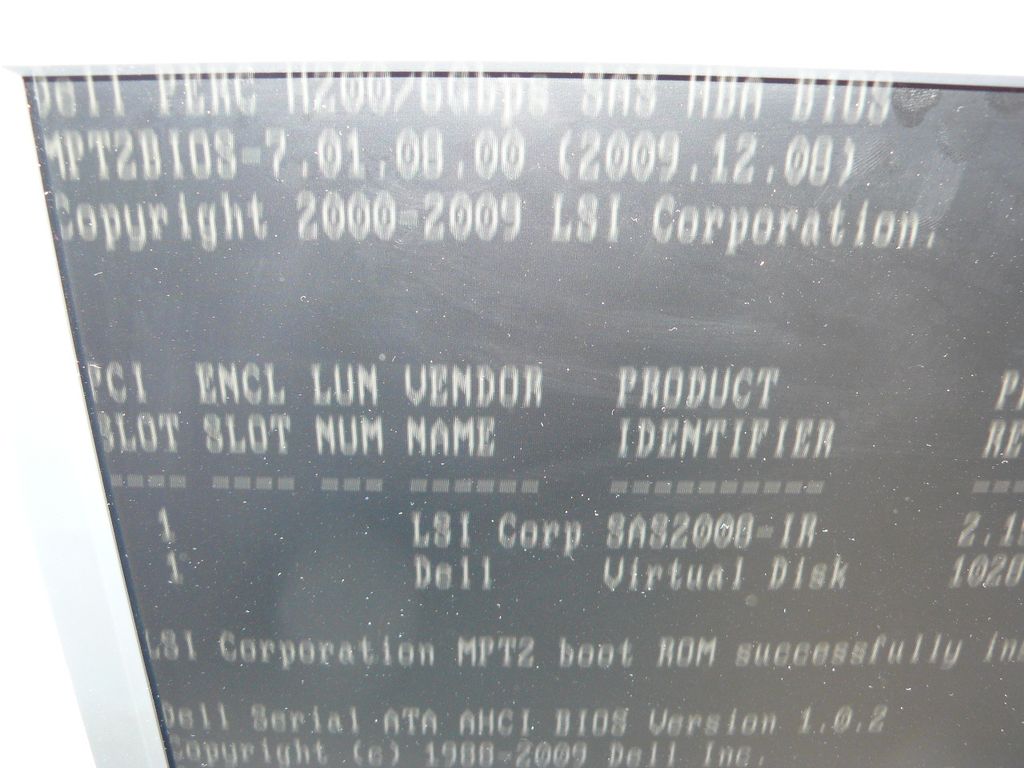 Dell PERC H200/6Gbps SAS HBA BIOS
MPT2BIOS-7.01.08.00 (2009.12.08)
Copyright 2000-2009 LSI Corporation.
PCI ENCL LUN VENDOR PRODUCT
SLOT SLOT NUM NAME IDENTIFIER RE
---- ---- --- ------ ---------- ---
1 LSI Corp SAS2008-IR
1 Dell Virtual Disk 1020
LSI Corporation MPT2 boot ROM successfully
Dell Serial ATA AHCI BIOS Version 1.0.2
Copyright (c) 1988-2009 Dell Inc.